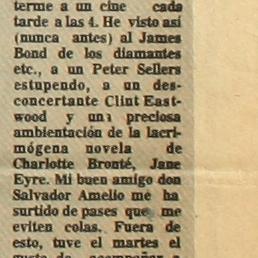 terme a un cine cada
tarde a las 4. He visto así
(nunca antes) al James
Bond de los diamantes
etc., a un Peter Sellers
estupendo, a un des-
concertante Clint East-
wood y una preciosa
ambientación de la lacri-
mógena novela de
Charlotte Bronté, Jane
Eyre. Mi buen amigo don
Salvador Amelio me ha
surtido de pases que me
eviten colas. Fuera de
esto, tuve el martes el
gusto de acompañar a